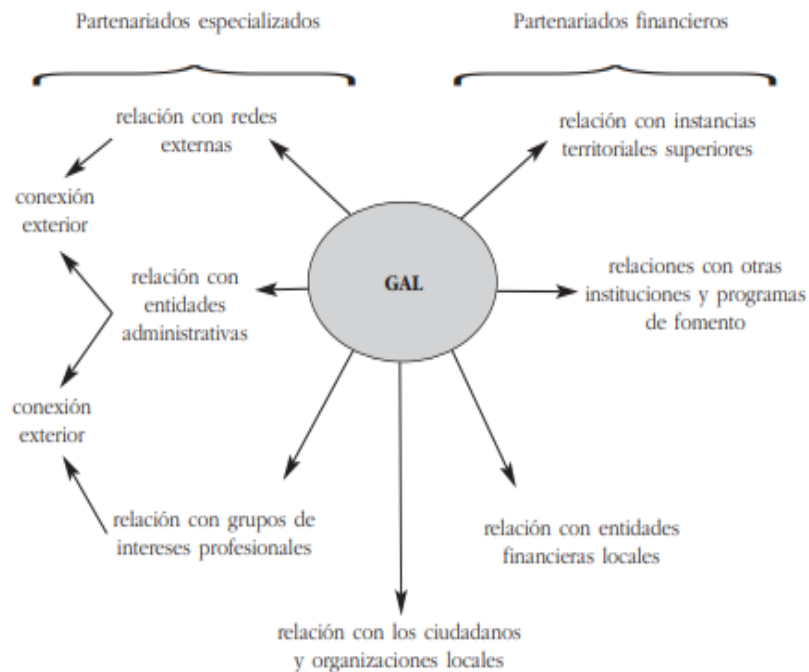 Partenariados especializados
Partenariados financieros
relación con redes
externas
relación con instancias
territoriales superiores
conexión
exterior
relación con
entidades
administrativas
GAL
relaciones con otras
instituciones y programas
de fomento
conexión
exterior
relación con grupos de
intereses profesionales
relación con entidades
financieras locales
relación con los ciudadanos
y organizaciones locales